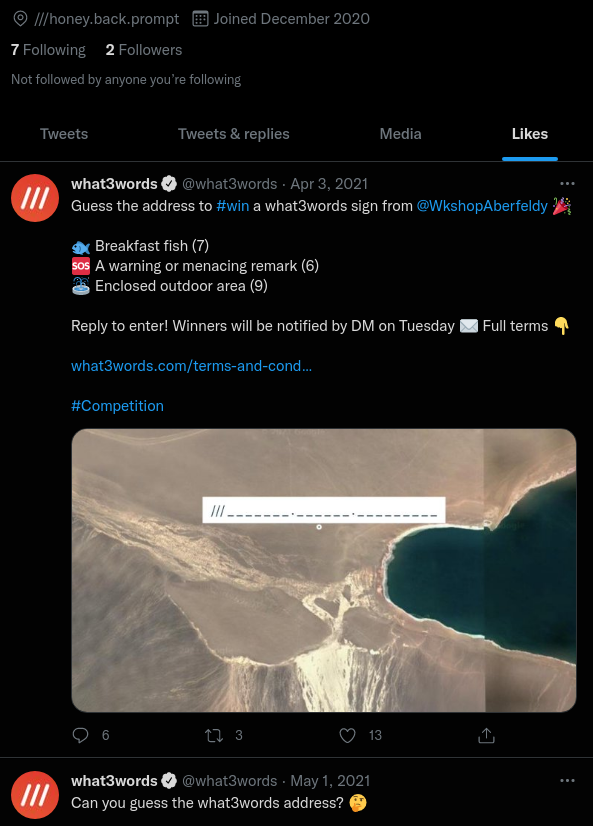 ///honey.back.prompt Joined December 2020
7 Following 2 Followers
Not followed by anyone you’re following
Tweets Tweets & replies Media Likes
what3words @what3words · Apr 3, 2021
Guess the address to #win a what3words sign from @WkshopAberfeldy 🎉
🐟 Breakfast fish (7)
🆘 A warning or menacing remark (6)
⛲ Enclosed outdoor area (9)
Reply to enter! Winners will be notified by DM on Tuesday ✉️ Full terms 👇
what3words.com/terms-and-cond…
#Competition
///_______.______._________
6 3 13
what3words @what3words · May 1, 2021
Can you guess the what3words address? 🤔